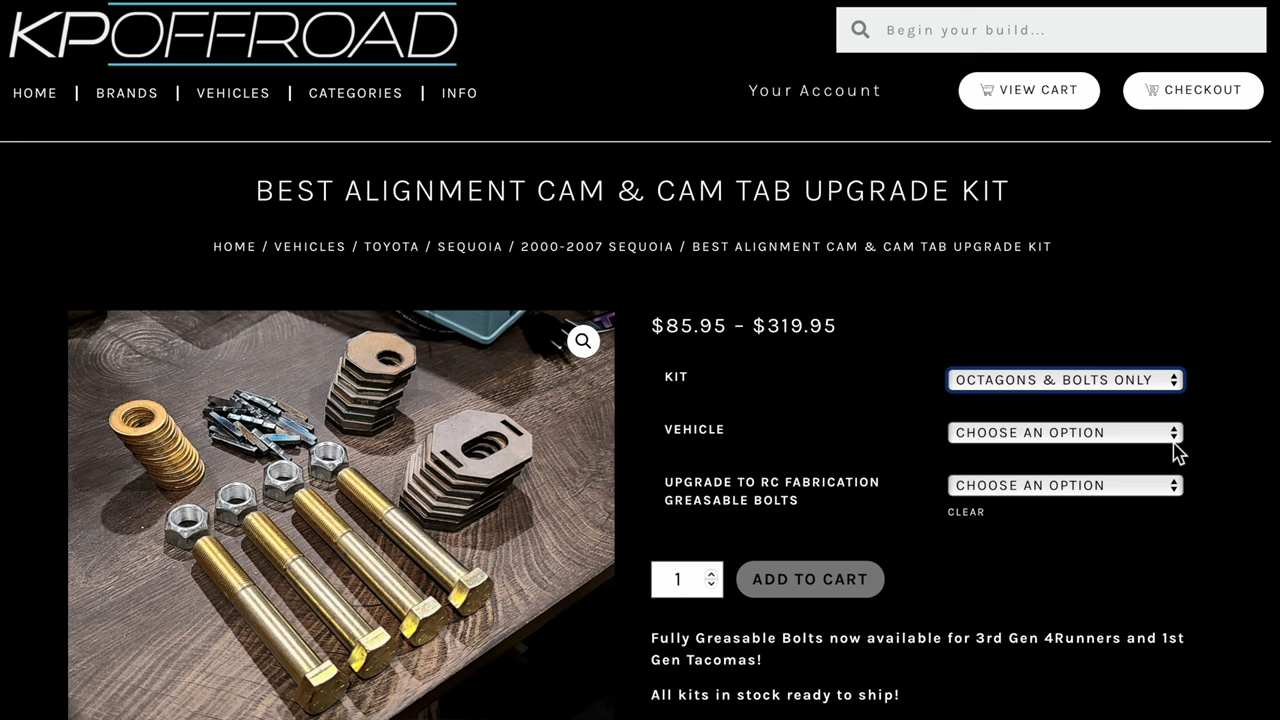 KPOFFROAD
Begin your build...
HOME | BRANDS | VEHICLES | CATEGORIES | INFO
Your Account
VIEW CART
CHECKOUT
BEST ALIGNMENT CAM & CAM TAB UPGRADE KIT
HOME / VEHICLES / TOYOTA / SEQUOIA / 2000-2007 SEQUOIA / BEST ALIGNMENT CAM & CAM TAB UPGRADE KIT
$85.95 – $319.95
KIT
OCTAGONS & BOLTS ONLY
VEHICLE
CHOOSE AN OPTION
UPGRADE TO RC FABRICATION
GREASABLE BOLTS
CHOOSE AN OPTION
CLEAR
1
ADD TO CART
Fully Greasable Bolts now available for 3rd Gen 4Runners and 1st
Gen Tacomas!
All kits in stock ready to ship!